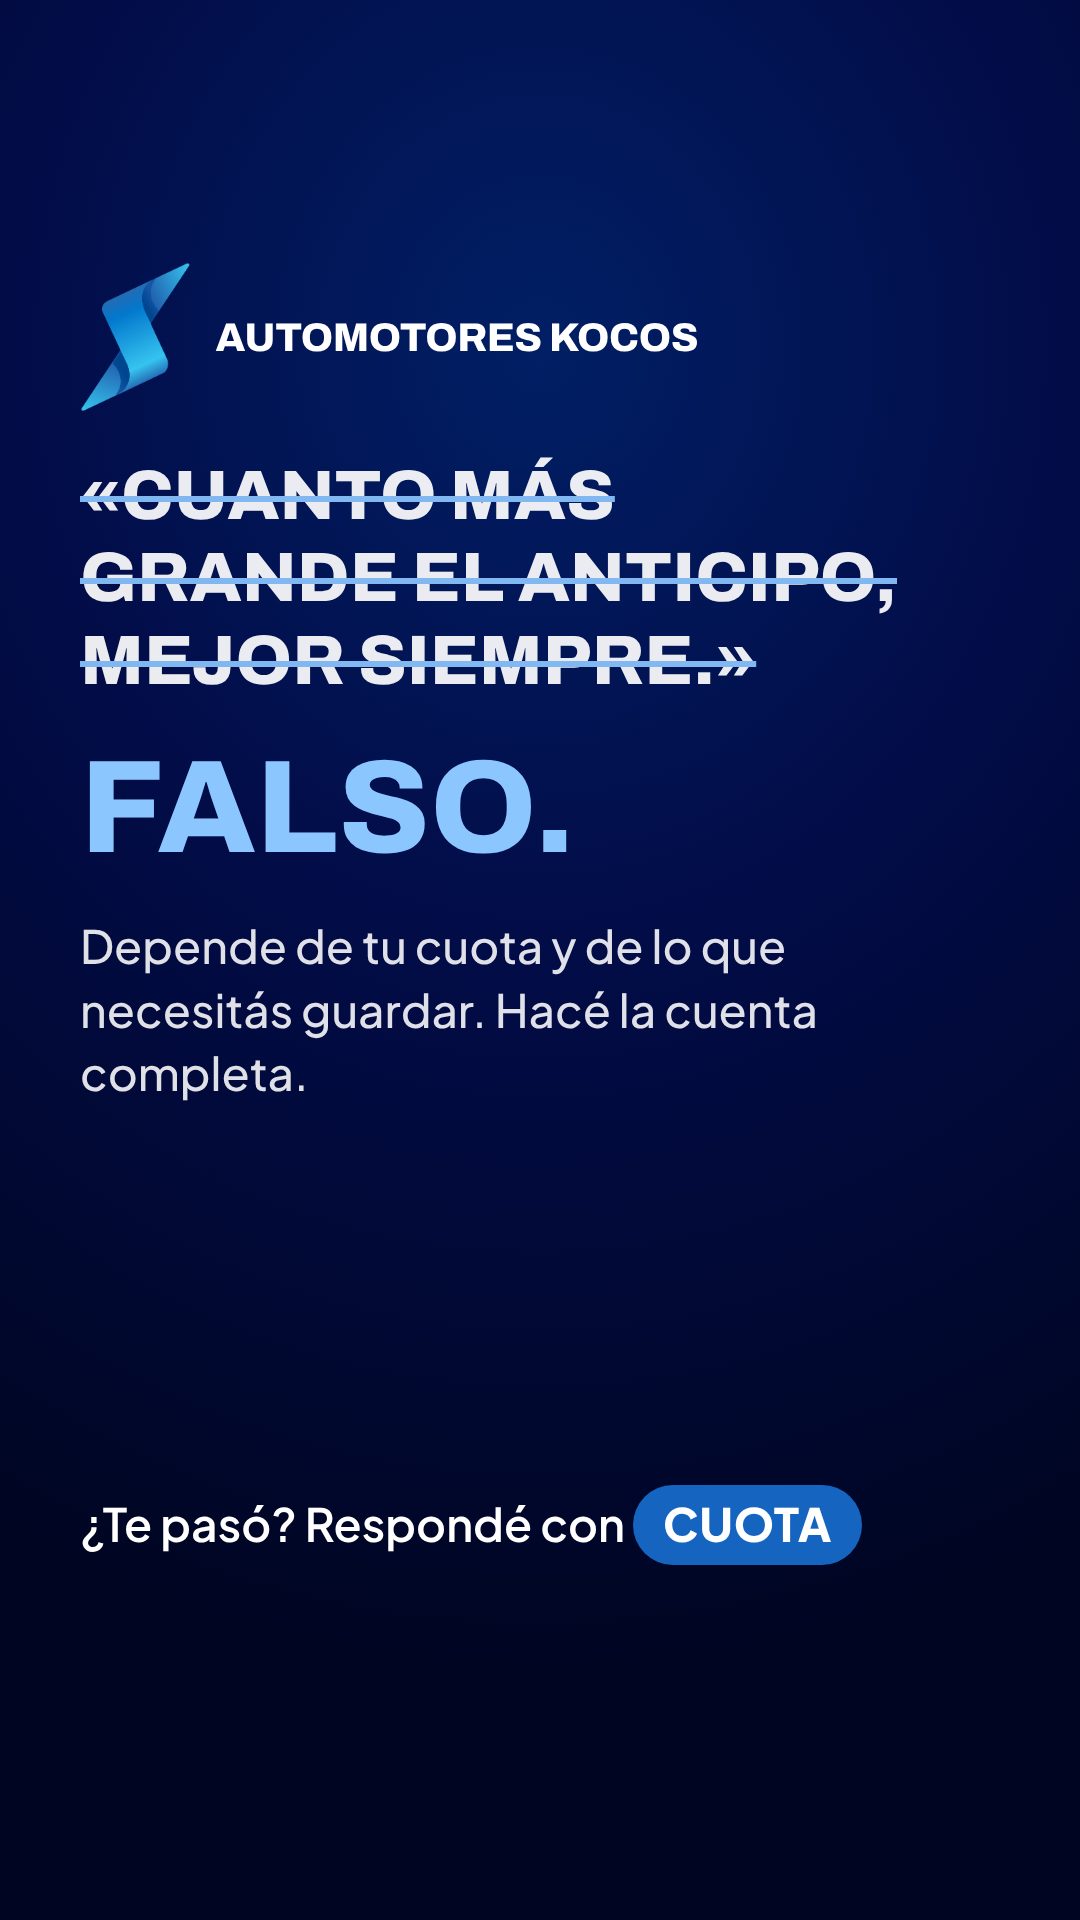 AUTOMOTORES KOCOS
«CUANTO MÁS
GRANDE EL ANTICIPO,
MEJOR SIEMPRE.»
FALSO.
Depende de tu cuota y de lo que
necesitás guardar. Hacé la cuenta
completa.
¿Te pasó? Respondé con CUOTA